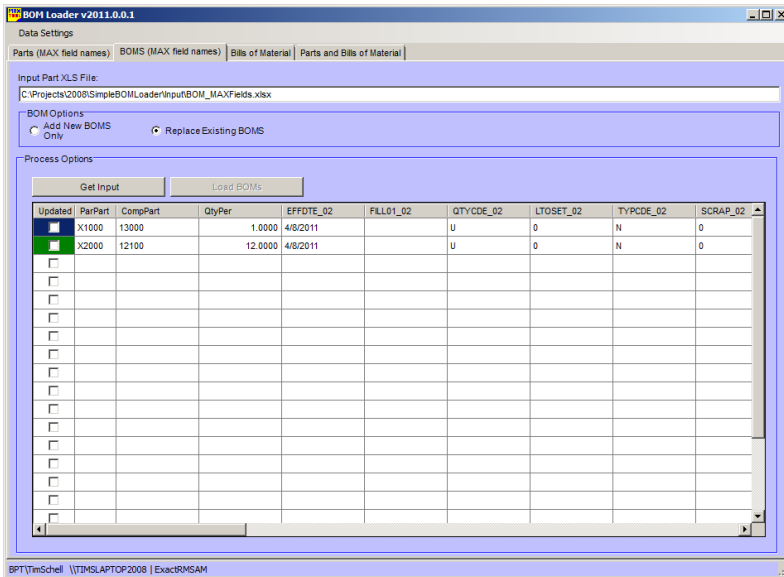 BOM Loader v2011.0.0.1
Data Settings
Parts (MAX field names) BOMS (MAX field names) Bills of Material Parts and Bills of Material
Input Part XLS File:
C:\Projects\2008\SimpleBOMLoader\Input\BOM_MAXFields.xlsx
BOM Options
Add New BOMS Only
Replace Existing BOMS
Process Options
Get Input Load BOMs
Updated ParPart CompPart QtyPer EFFDTE_02 FILL01_02 QTYCDE_02 LTOSET_02 TYPCDE_02 SCRAP_02
X1000 13000 1.0000 4/8/2011 U 0 N 0
X2000 12100 12.0000 4/8/2011 U 0 N 0
BPT\TimSchell \\TIMSLAPTOP2008 | ExactRMSAM